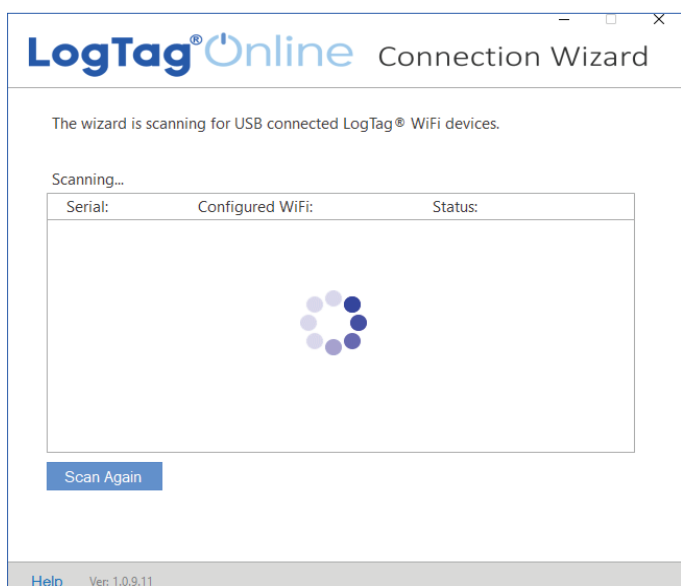 LogTag®Online Connection Wizard
The wizard is scanning for USB connected LogTag® WiFi devices.
Scanning...
Serial: Configured WiFi: Status:
Scan Again
Help Ver: 1.0.9.11